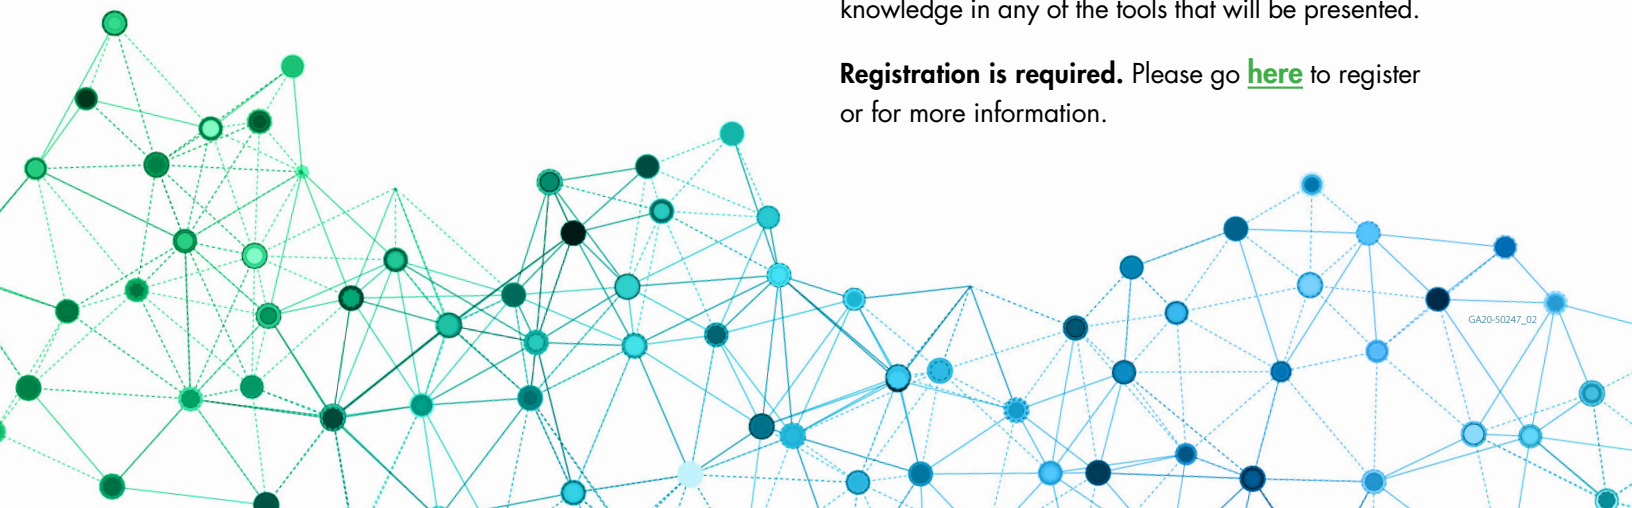 knowledge in any of the tools that will be presented.
Registration is required. Please go here to register
or for more information.
GA20-50247_02